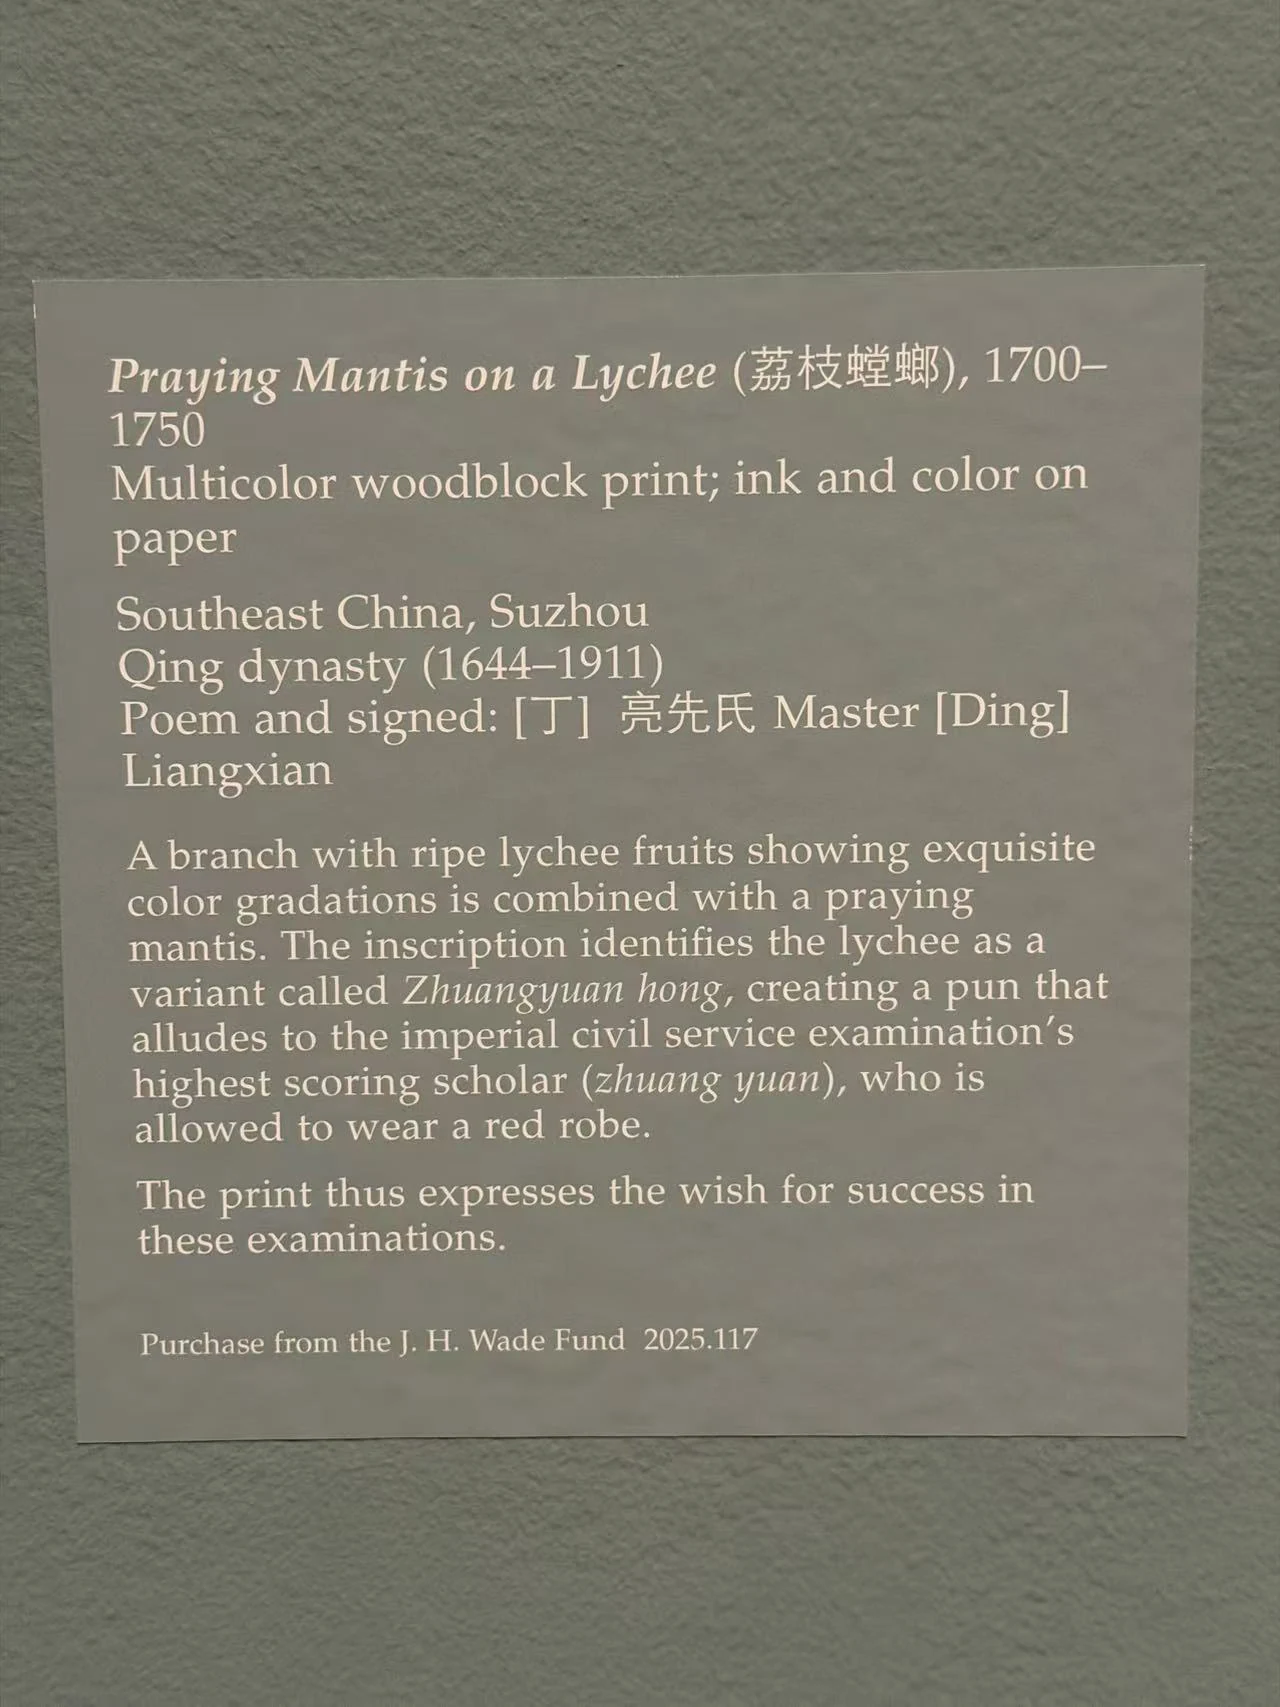 Praying Mantis on a Lychee (荔枝螳螂), 1700–
1750
Multicolor woodblock print; ink and color on
paper
Southeast China, Suzhou
Qing dynasty (1644–1911)
Poem and signed: [丁] 亮先氏 Master [Ding]
Liangxian
A branch with ripe lychee fruits showing exquisite
color gradations is combined with a praying
mantis. The inscription identifies the lychee as a
variant called Zhuangyuan hong, creating a pun that
alludes to the imperial civil service examination’s
highest scoring scholar (zhuang yuan), who is
allowed to wear a red robe.
The print thus expresses the wish for success in
these examinations.
Purchase from the J. H. Wade Fund 2025.117